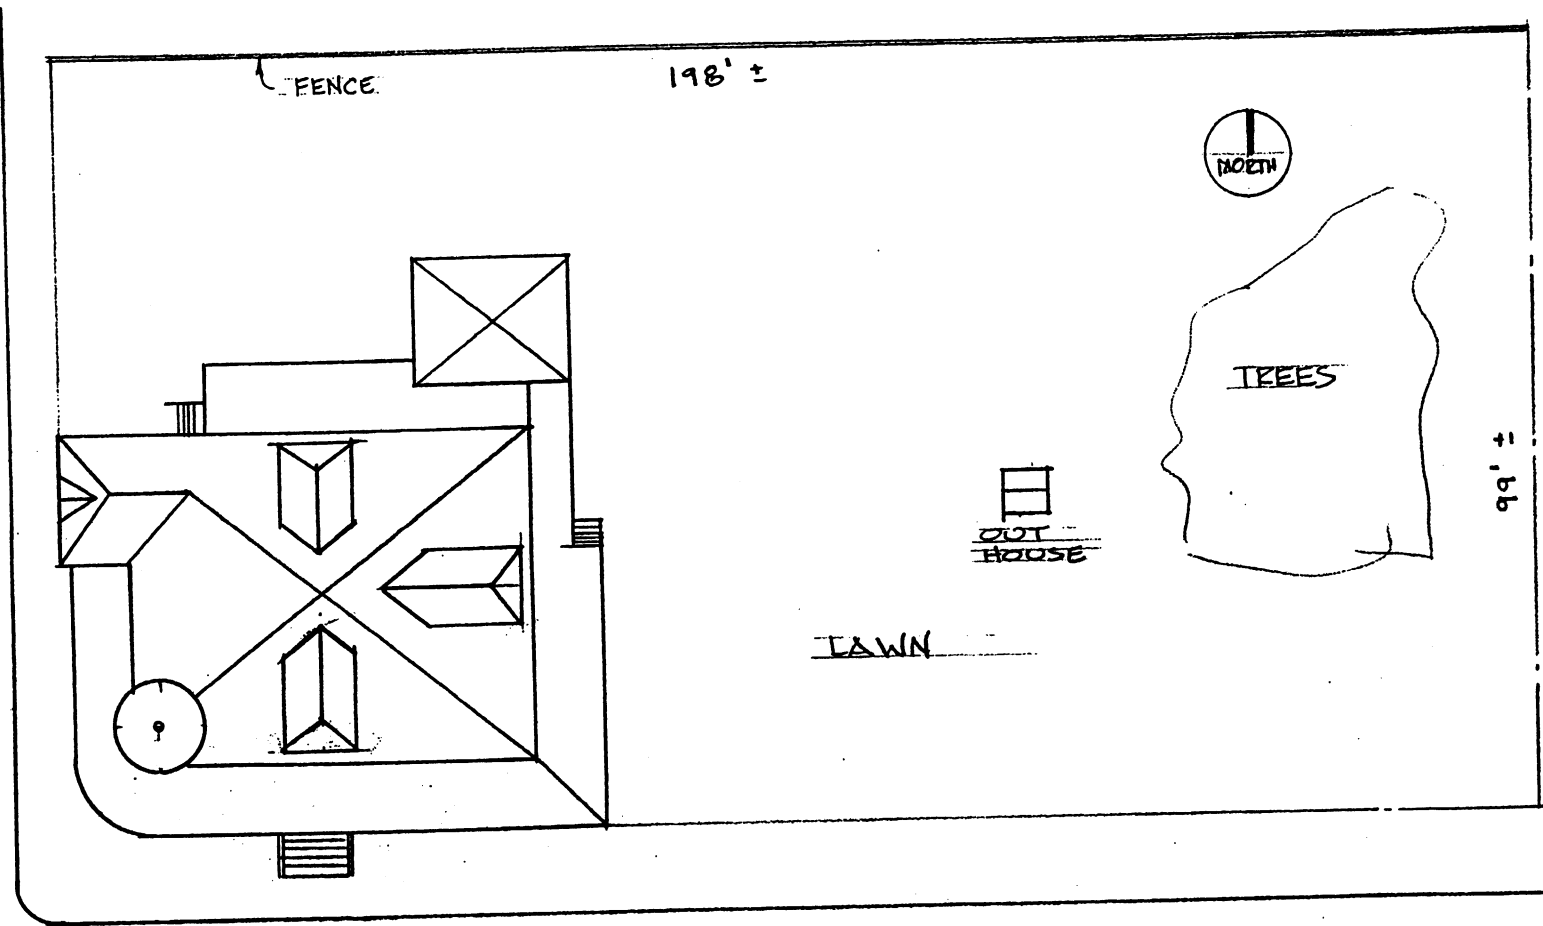 FENCE
198' ±
NORTH
TREES
99' ±
OUT
HOUSE
LAWN